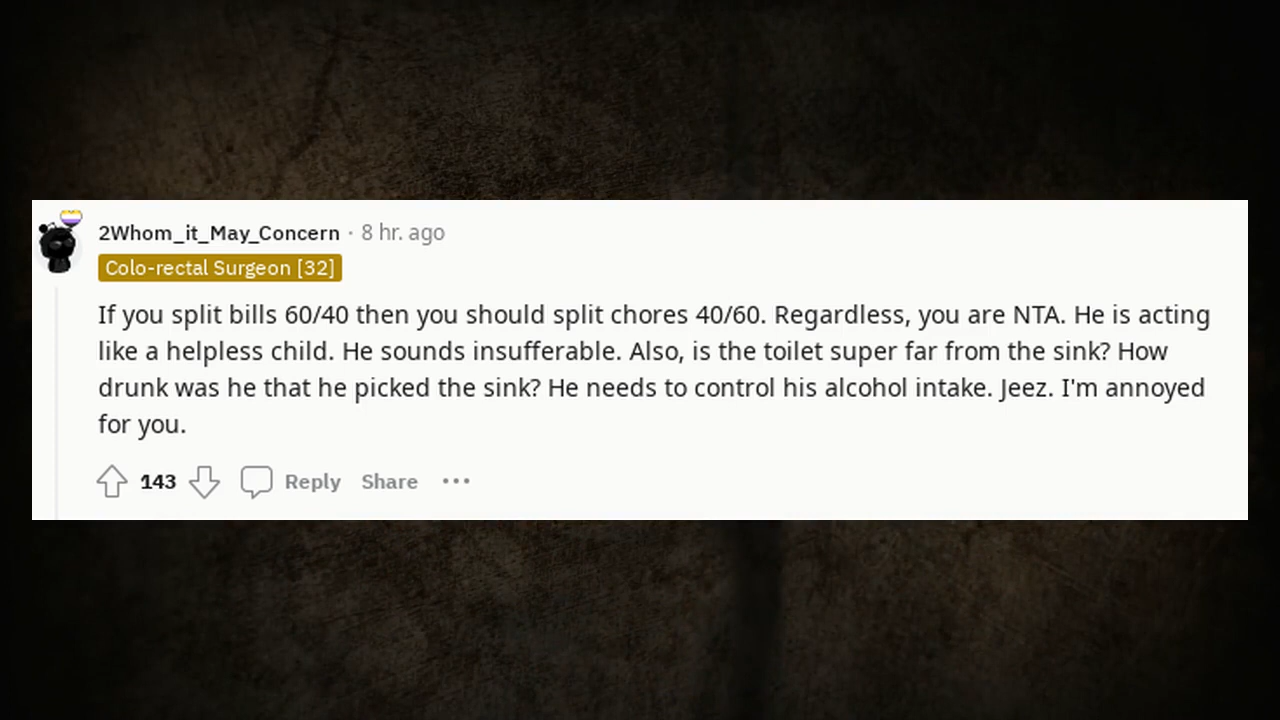 2Whom_it_May_Concern · 8 hr. ago
Colo-rectal Surgeon [32]
If you split bills 60/40 then you should split chores 40/60. Regardless, you are NTA. He is acting
like a helpless child. He sounds insufferable. Also, is the toilet super far from the sink? How
drunk was he that he picked the sink? He needs to control his alcohol intake. Jeez. I'm annoyed
for you.
143 Reply Share